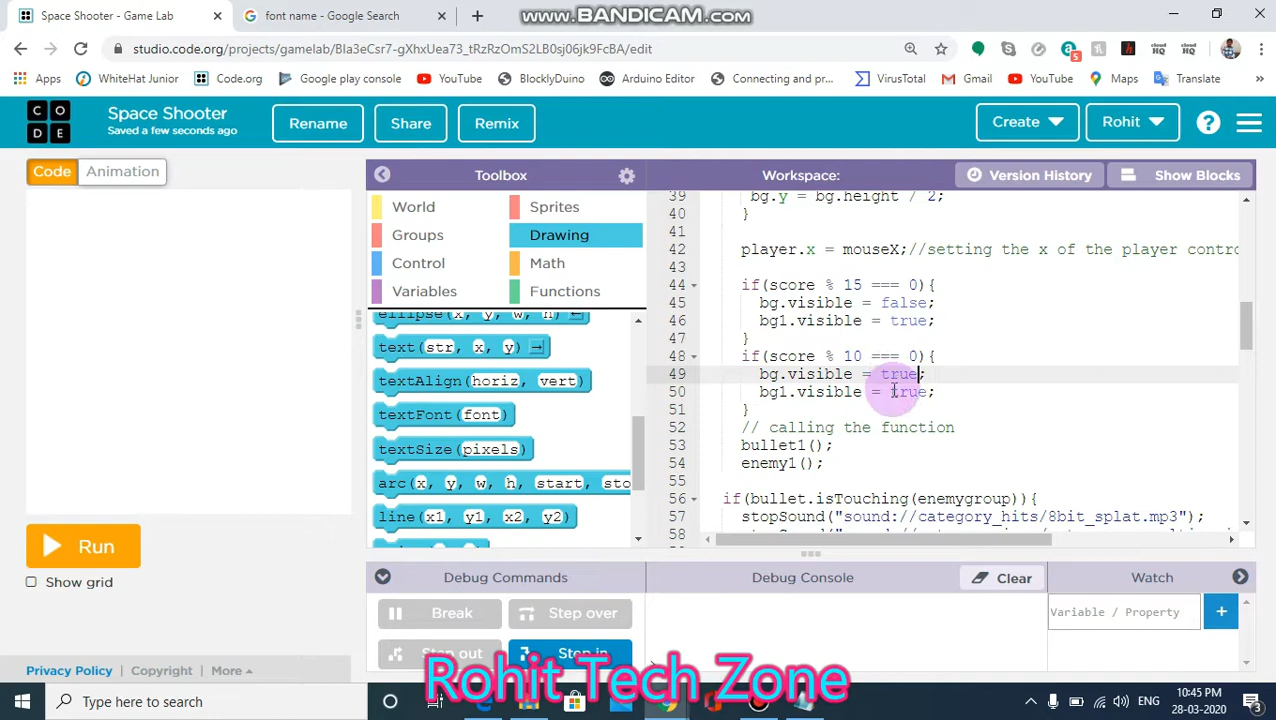 Space Shooter - Game Lab
font name - Google Search
www.BANDICAM.com
studio.code.org/projects/gamelab/BIa3eCsr7-gXhxUea73_tRzRzOmS2LB0sj06jk9FcBA/edit
Apps
WhiteHat Junior
Code.org
Google play console
YouTube
BlocklyDuino
Arduino Editor
Connecting and pr...
VirusTotal
Gmail
YouTube
Maps
Translate
C O
D E
Space Shooter
Saved a few seconds ago
Rename
Share
Remix
Create
Rohit
Code
Animation
Toolbox
Workspace:
Version History
Show Blocks
World
Sprites
Groups
Drawing
Control
Math
Variables
Functions
ellipse(x, y, w, h)
text(str, x, y)
textAlign(horiz, vert)
textFont(font)
textSize(pixels)
arc(x, y, w, h, start, sto
line(x1, y1, x2, y2)
39 bg.y = bg.height / 2;
40 }
41
42 player.x = mouseX;//setting the x of the player contr
43
44 if(score % 15 === 0){
45 bg.visible = false;
46 bg1.visible = true;
47 }
48 if(score % 10 === 0){
49 bg.visible = true;
50 bg1.visible = true;
51 }
52 // calling the function
53 bullet1();
54 enemy1();
55
56 if(bullet.isTouching(enemygroup)){
57 stopSound("sound://category_hits/8bit_splat.mp3");
58
Run
Show grid
Debug Commands
Debug Console
Clear
Watch
Break
Step over
Step out
Step in
Variable / Property
Privacy Policy
Copyright
More
Rohit Tech Zone
Type here to search
ENG
10:45 PM
28-03-2020
3